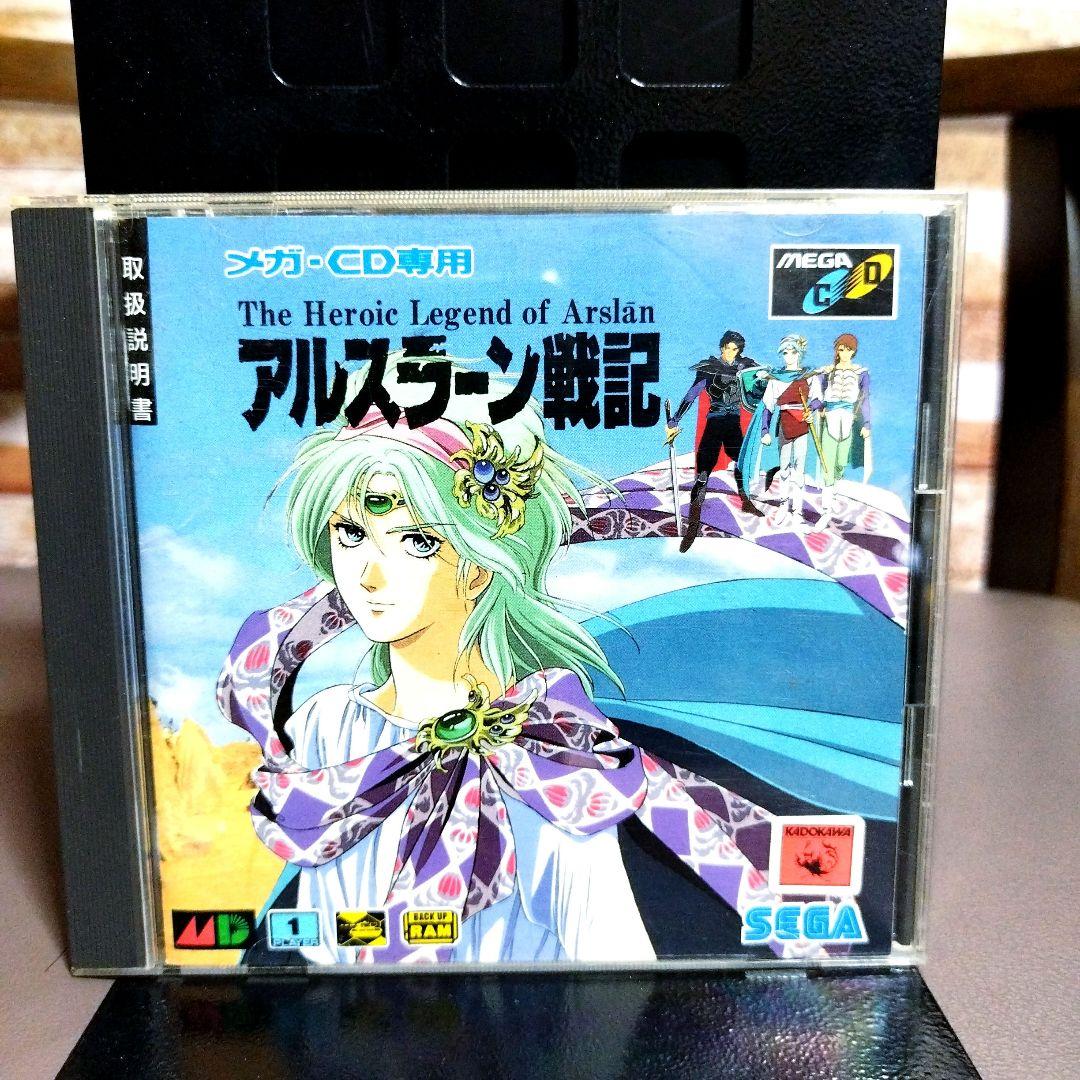 取扱説明書
メガ-CD専用
MEGA CD
The Heroic Legend of Arslān
アルスラーン戦記
KADOKAWA
SEGA
MD
1 PLAYER
BACK UP RAM